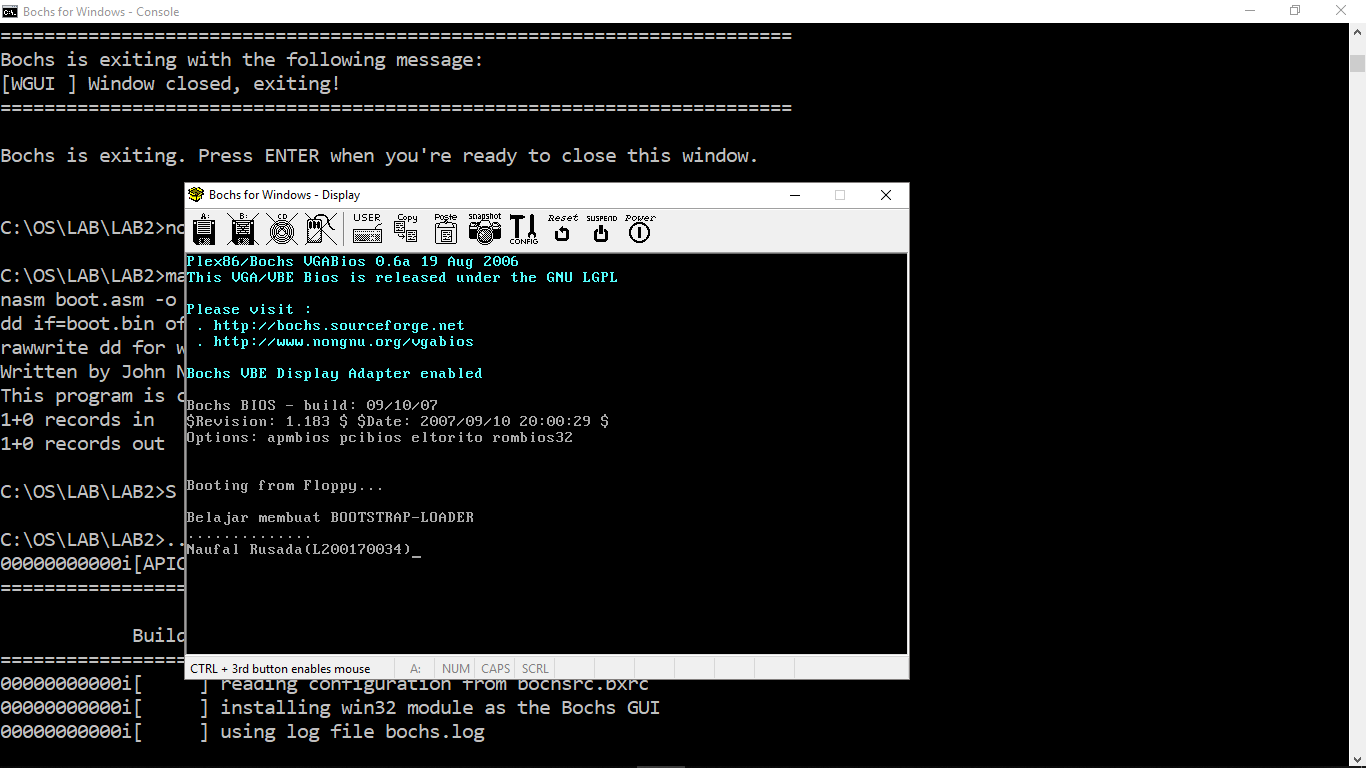 Bochs for Windows - Console
========================================================================
Bochs is exiting with the following message:
[WGUI ] Window closed, exiting!
========================================================================
Bochs is exiting. Press ENTER when you're ready to close this window.
C:\OS\LAB\LAB2>
C:\OS\LAB\LAB2>
nasm boot.asm -o
dd if=boot.bin
rawwrite dd for
Written by John
This program is
1+0 records in
1+0 records out
C:\OS\LAB\LAB2>S
C:\OS\LAB\LAB2>..
00000000000i[APIC
=================
Build
=================
00000000000i[      ] reading configuration from bochsrc.bxrc
00000000000i[      ] installing win32 module as the Bochs GUI
00000000000i[      ] using log file bochs.log
Bochs for Windows - Display
A: B: CD USER Copy Paste snapshot CONFIG Reset SUSPEND Power
Plex86/Bochs VGABios 0.6a 19 Aug 2006
This VGA/VBE Bios is released under the GNU LGPL
Please visit :
. http://bochs.sourceforge.net
. http://www.nongnu.org/vgabios
Bochs VBE Display Adapter enabled
Bochs BIOS - build: 09/10/07
$Revision: 1.183 $ $Date: 2007/09/10 20:00:29 $
Options: apmbios pcibios eltorito rombios32
Booting from Floppy...
Belajar membuat BOOTSTRAP-LOADER
..............
Naufal Rusada(L200170034)_
CTRL + 3rd button enables mouse A: NUM CAPS SCRL